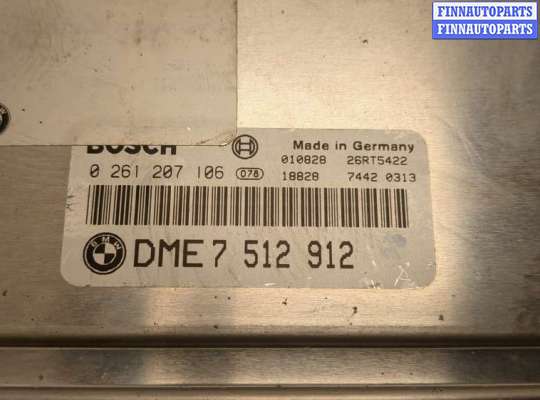 FINNAUTOPARTS
FINNAUTOPARTS
BOSCH
Made in Germany
010828 26RT5422
0 261 207 106 078 18828 7442 0313
BMW
DME 7 512 912